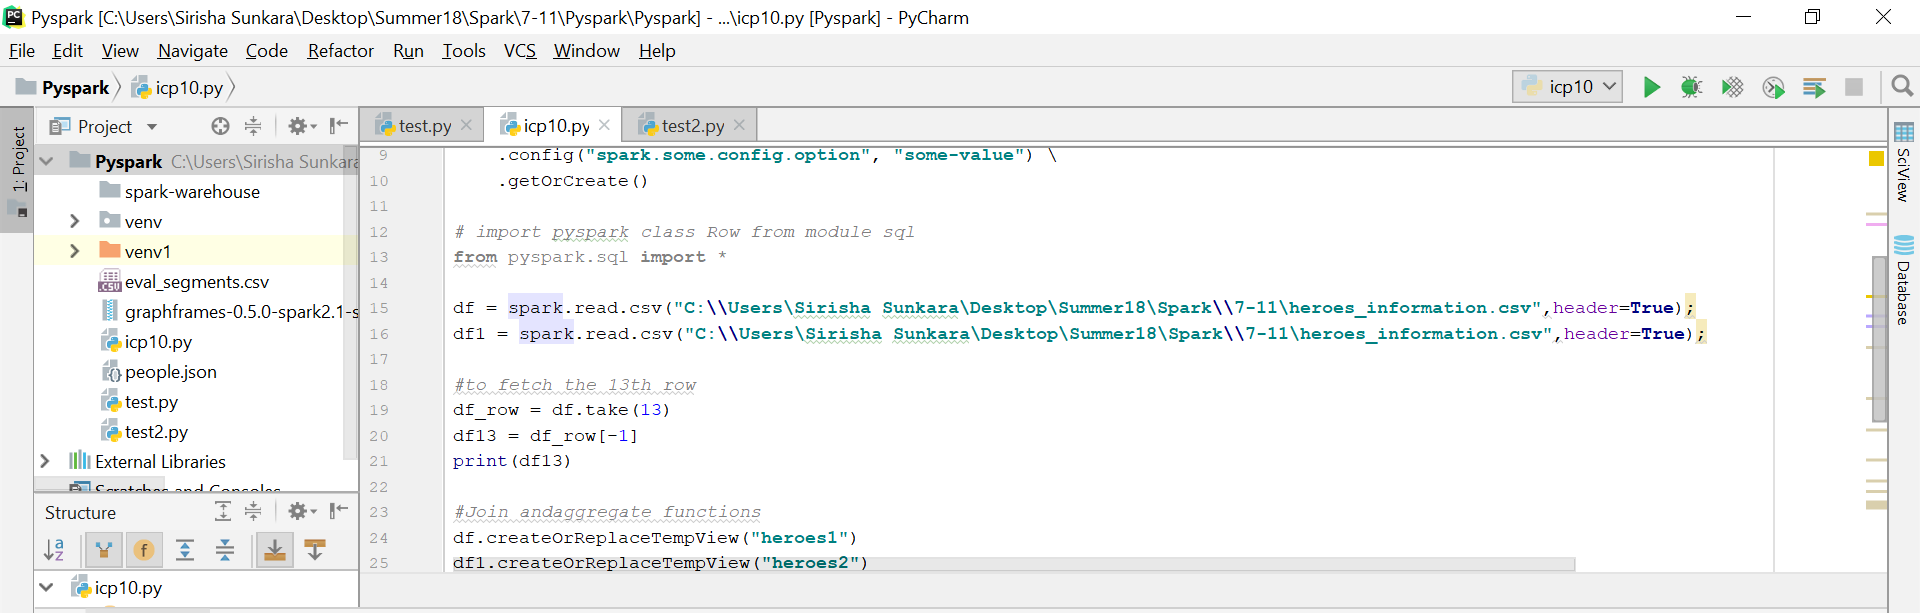 Pyspark [C:\Users\Sirisha Sunkara\Desktop\Summer18\Spark\7-11\Pyspark\Pyspark] - ...\icp10.py [Pyspark] - PyCharm
File Edit View Navigate Code Refactor Run Tools VCS Window Help
Pyspark icp10.py icp10
1: Project
Project
test.py icp10.py test2.py
Pyspark C:\Users\Sirisha Sunkara
spark-warehouse
venv
venv1
eval_segments.csv
graphframes-0.5.0-spark2.1-s
icp10.py
people.json
test.py
test2.py
External Libraries
Scratches and Consoles
Structure
icp10.py
9 .config("spark.some.config.option", "some-value") \
10 .getOrCreate()
11
12 # import pyspark class Row from module sql
13 from pyspark.sql import *
14
15 df = spark.read.csv("C:\\Users\Sirisha Sunkara\Desktop\Summer18\Spark\\7-11\heroes_information.csv",header=True);
16 df1 = spark.read.csv("C:\\Users\Sirisha Sunkara\Desktop\Summer18\Spark\\7-11\heroes_information.csv",header=True);
17
18 #to fetch the 13th row
19 df_row = df.take(13)
20 df13 = df_row[-1]
21 print(df13)
22
23 #Join andaggregate functions
24 df.createOrReplaceTempView("heroes1")
25 df1.createOrReplaceTempView("heroes2")
SciView
Database